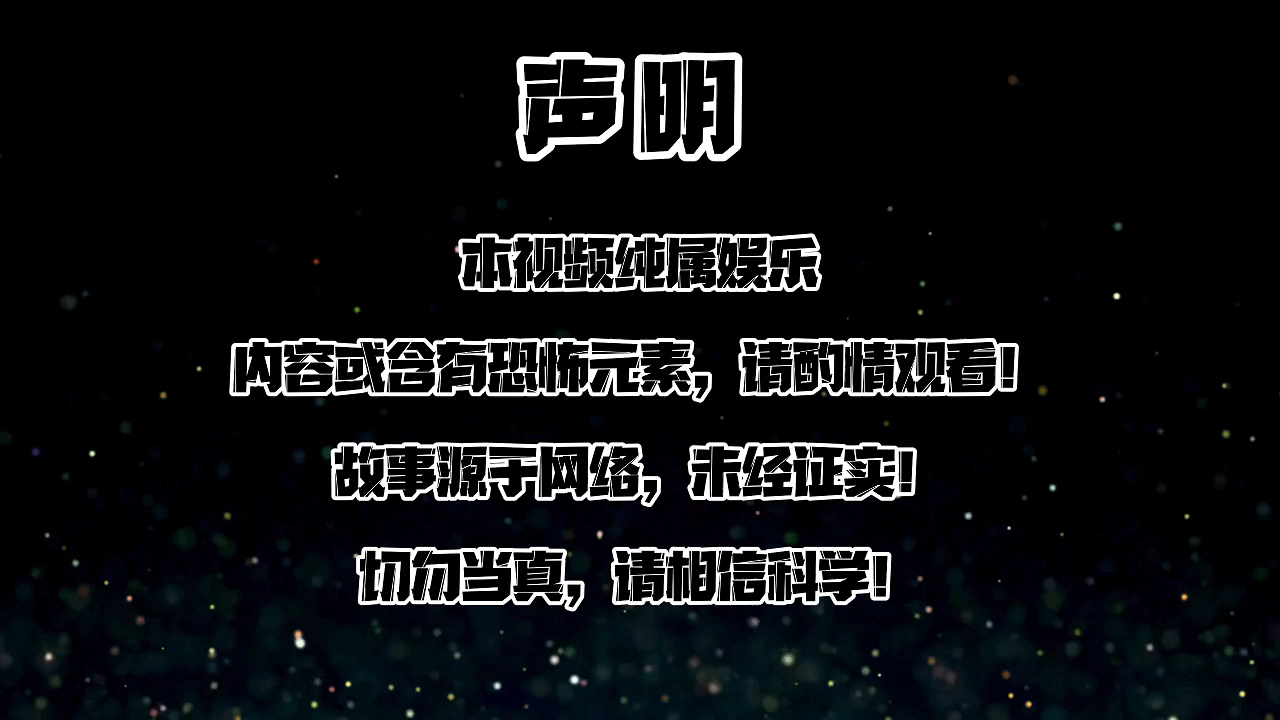 声明
本视频纯属娱乐
内容或含有恐怖元素，请酌情观看！
故事源于网络，未经证实！
切勿当真，请相信科学！